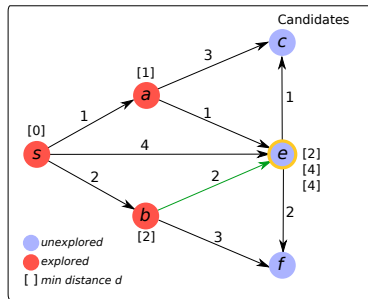 Candidates
c
3
[1]
a
1
1
1
[0]
s
4
e
[2]
[4]
[4]
2
2
2
b
[2]
3
f
unexplored
explored
[ ] min distance d